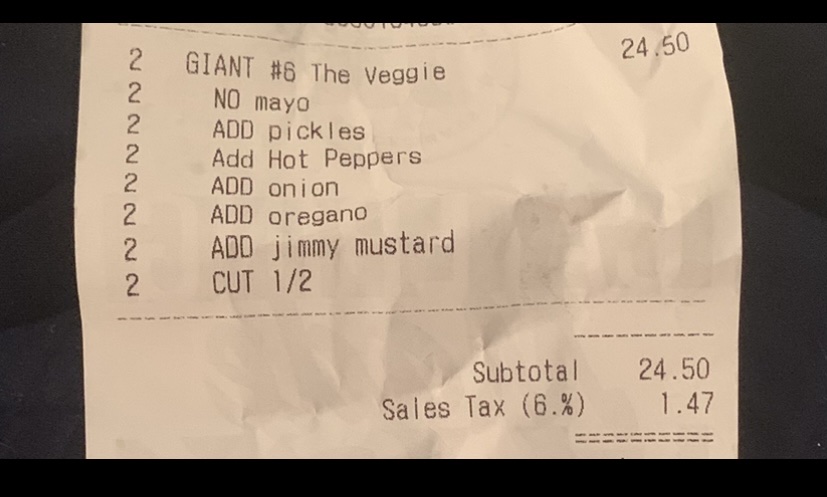 2 GIANT #6 The Veggie 24.50
2 NO mayo
2 ADD pickles
2 Add Hot Peppers
2 ADD onion
2 ADD oregano
2 ADD jimmy mustard
2 CUT 1/2
Subtotal 24.50
Sales Tax (6.%) 1.47